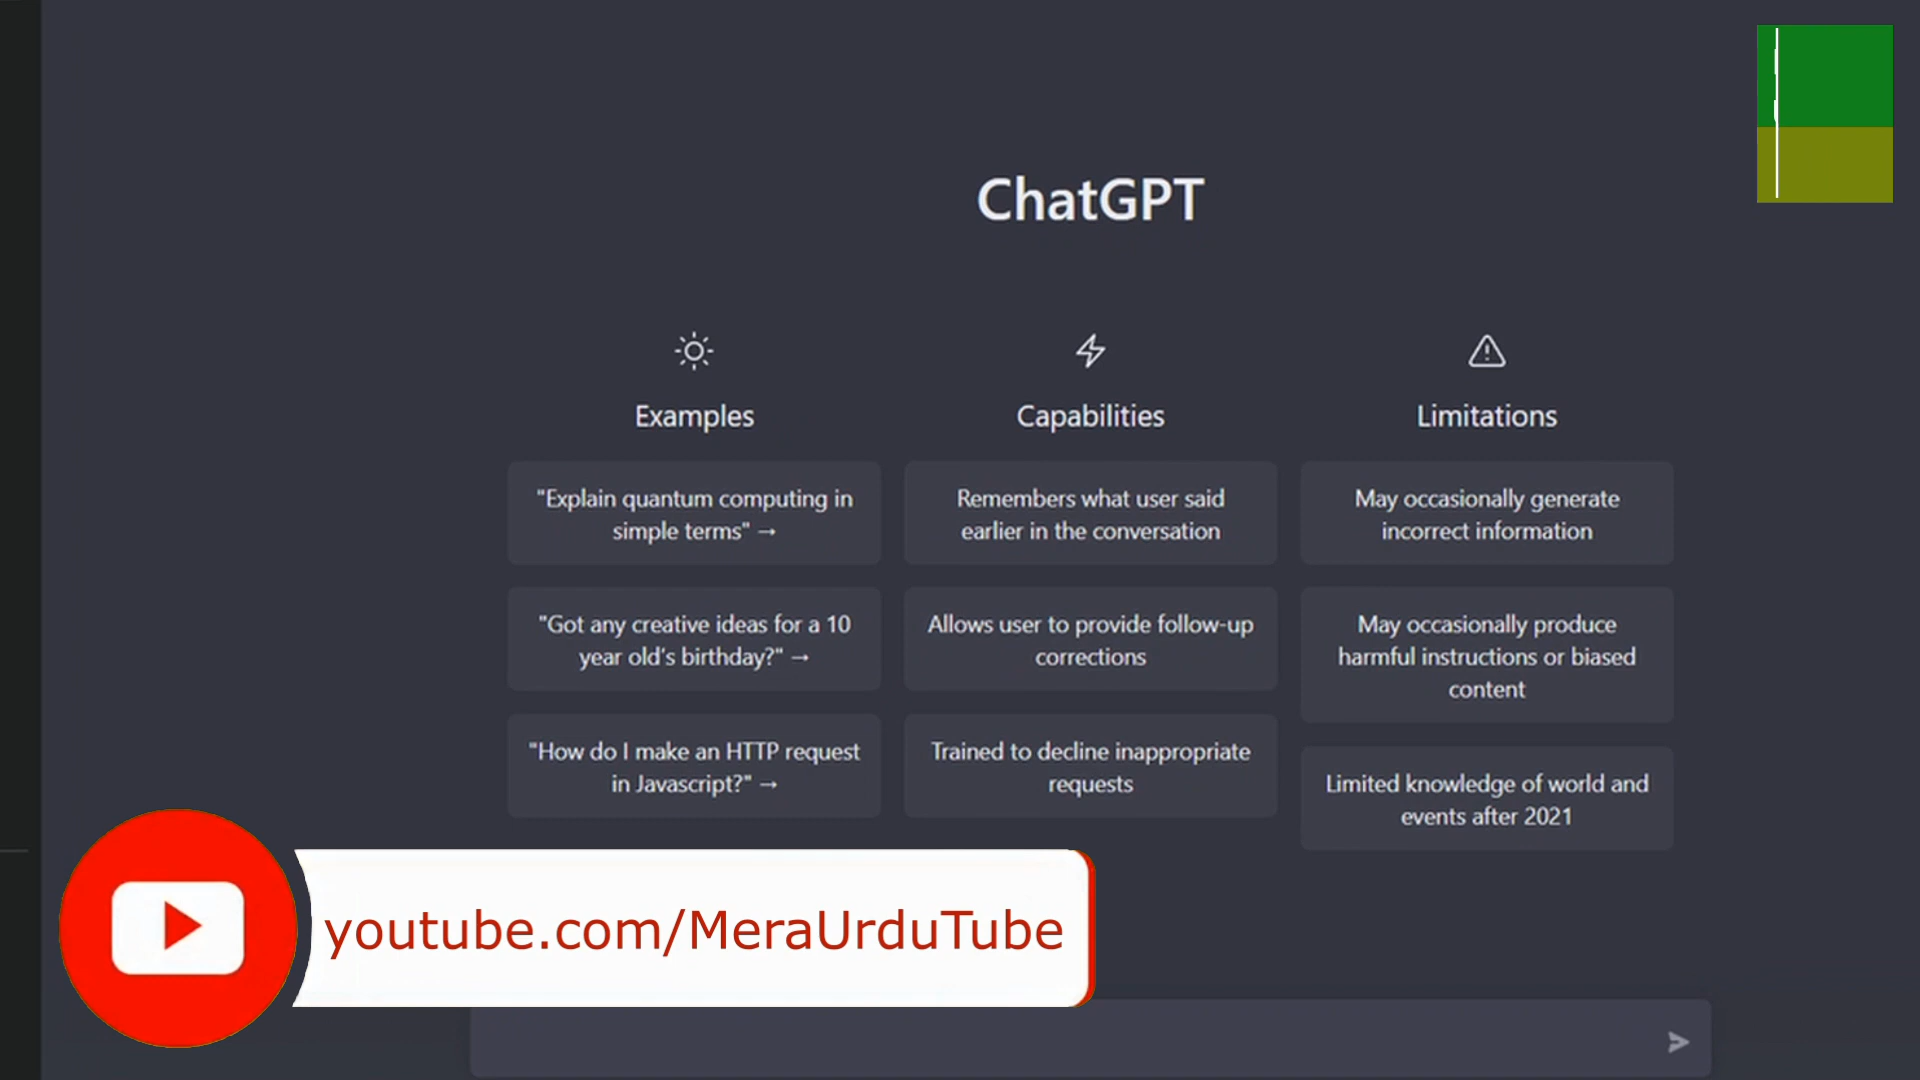 ChatGPT
Examples
"Explain quantum computing in
simple terms" →
"Got any creative ideas for a 10
year old's birthday?" →
"How do I make an HTTP request
in Javascript?" →
Capabilities
Remembers what user said
earlier in the conversation
Allows user to provide follow-up
corrections
Trained to decline inappropriate
requests
Limitations
May occasionally generate
incorrect information
May occasionally produce
harmful instructions or biased
content
Limited knowledge of world and
events after 2021
youtube.com/MeraUrduTube